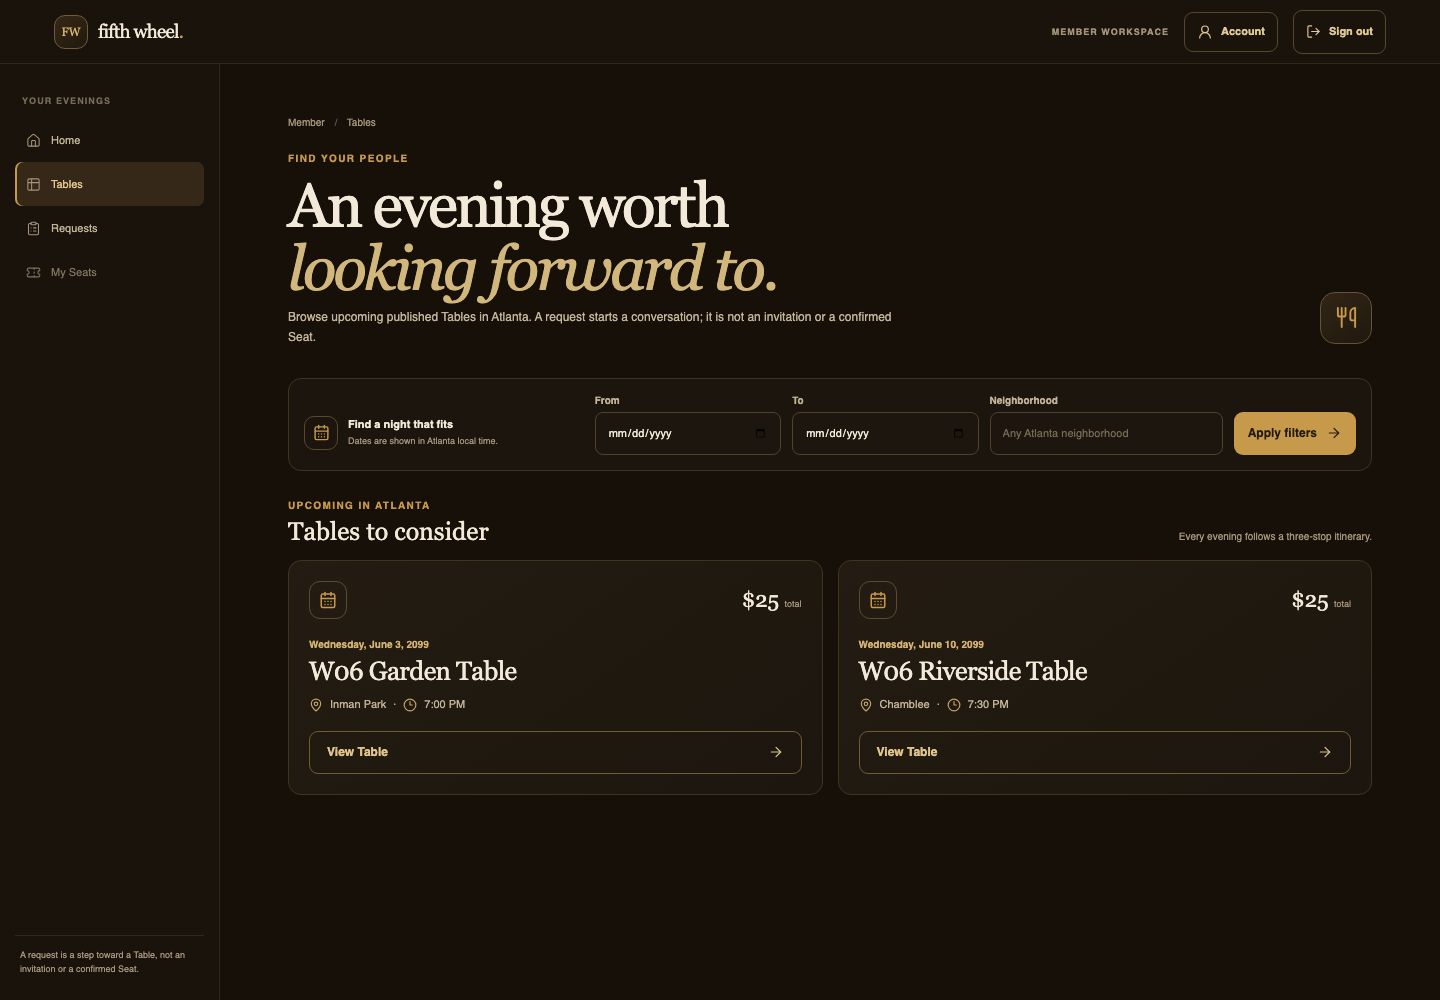 FW
fifth wheel.
MEMBER WORKSPACE
Account
Sign out
YOUR EVENINGS
Home
Tables
Requests
My Seats
A request is a step toward a Table, not an
invitation or a confirmed Seat.
Member / Tables
FIND YOUR PEOPLE
An evening worth
looking forward to.
Browse upcoming published Tables in Atlanta. A request starts a conversation; it is not an invitation or a confirmed
Seat.
Find a night that fits
Dates are shown in Atlanta local time.
From
mm/dd/yyyy
To
mm/dd/yyyy
Neighborhood
Any Atlanta neighborhood
Apply filters
UPCOMING IN ATLANTA
Tables to consider
Every evening follows a three-stop itinerary.
$25 total
Wednesday, June 3, 2099
W06 Garden Table
Inman Park · 7:00 PM
View Table
$25 total
Wednesday, June 10, 2099
W06 Riverside Table
Chamblee · 7:30 PM
View Table